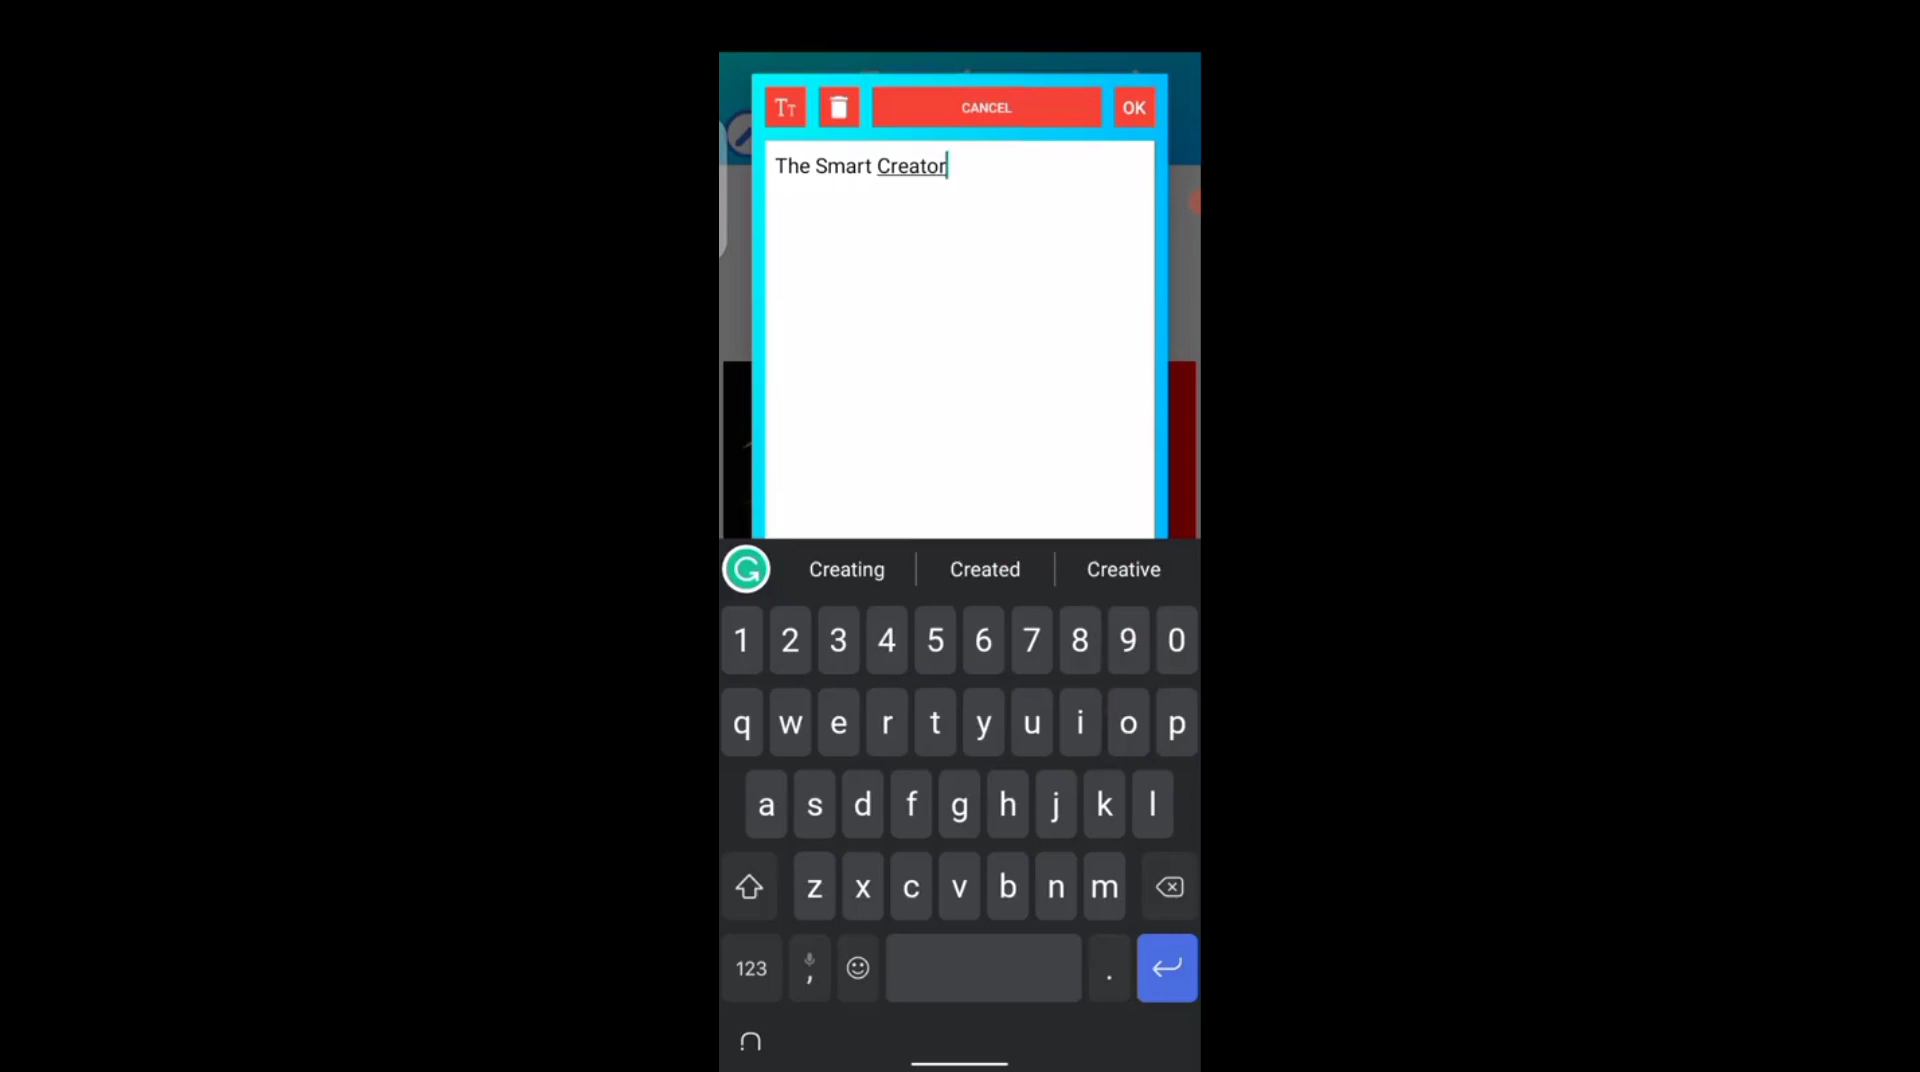 Tт
CANCEL
OK
The Smart Creator
Creating
Created
Creative
1 2 3 4 5 6 7 8 9 0
q w e r t y u i o p
a s d f g h j k l
z x c v b n m
123 , .